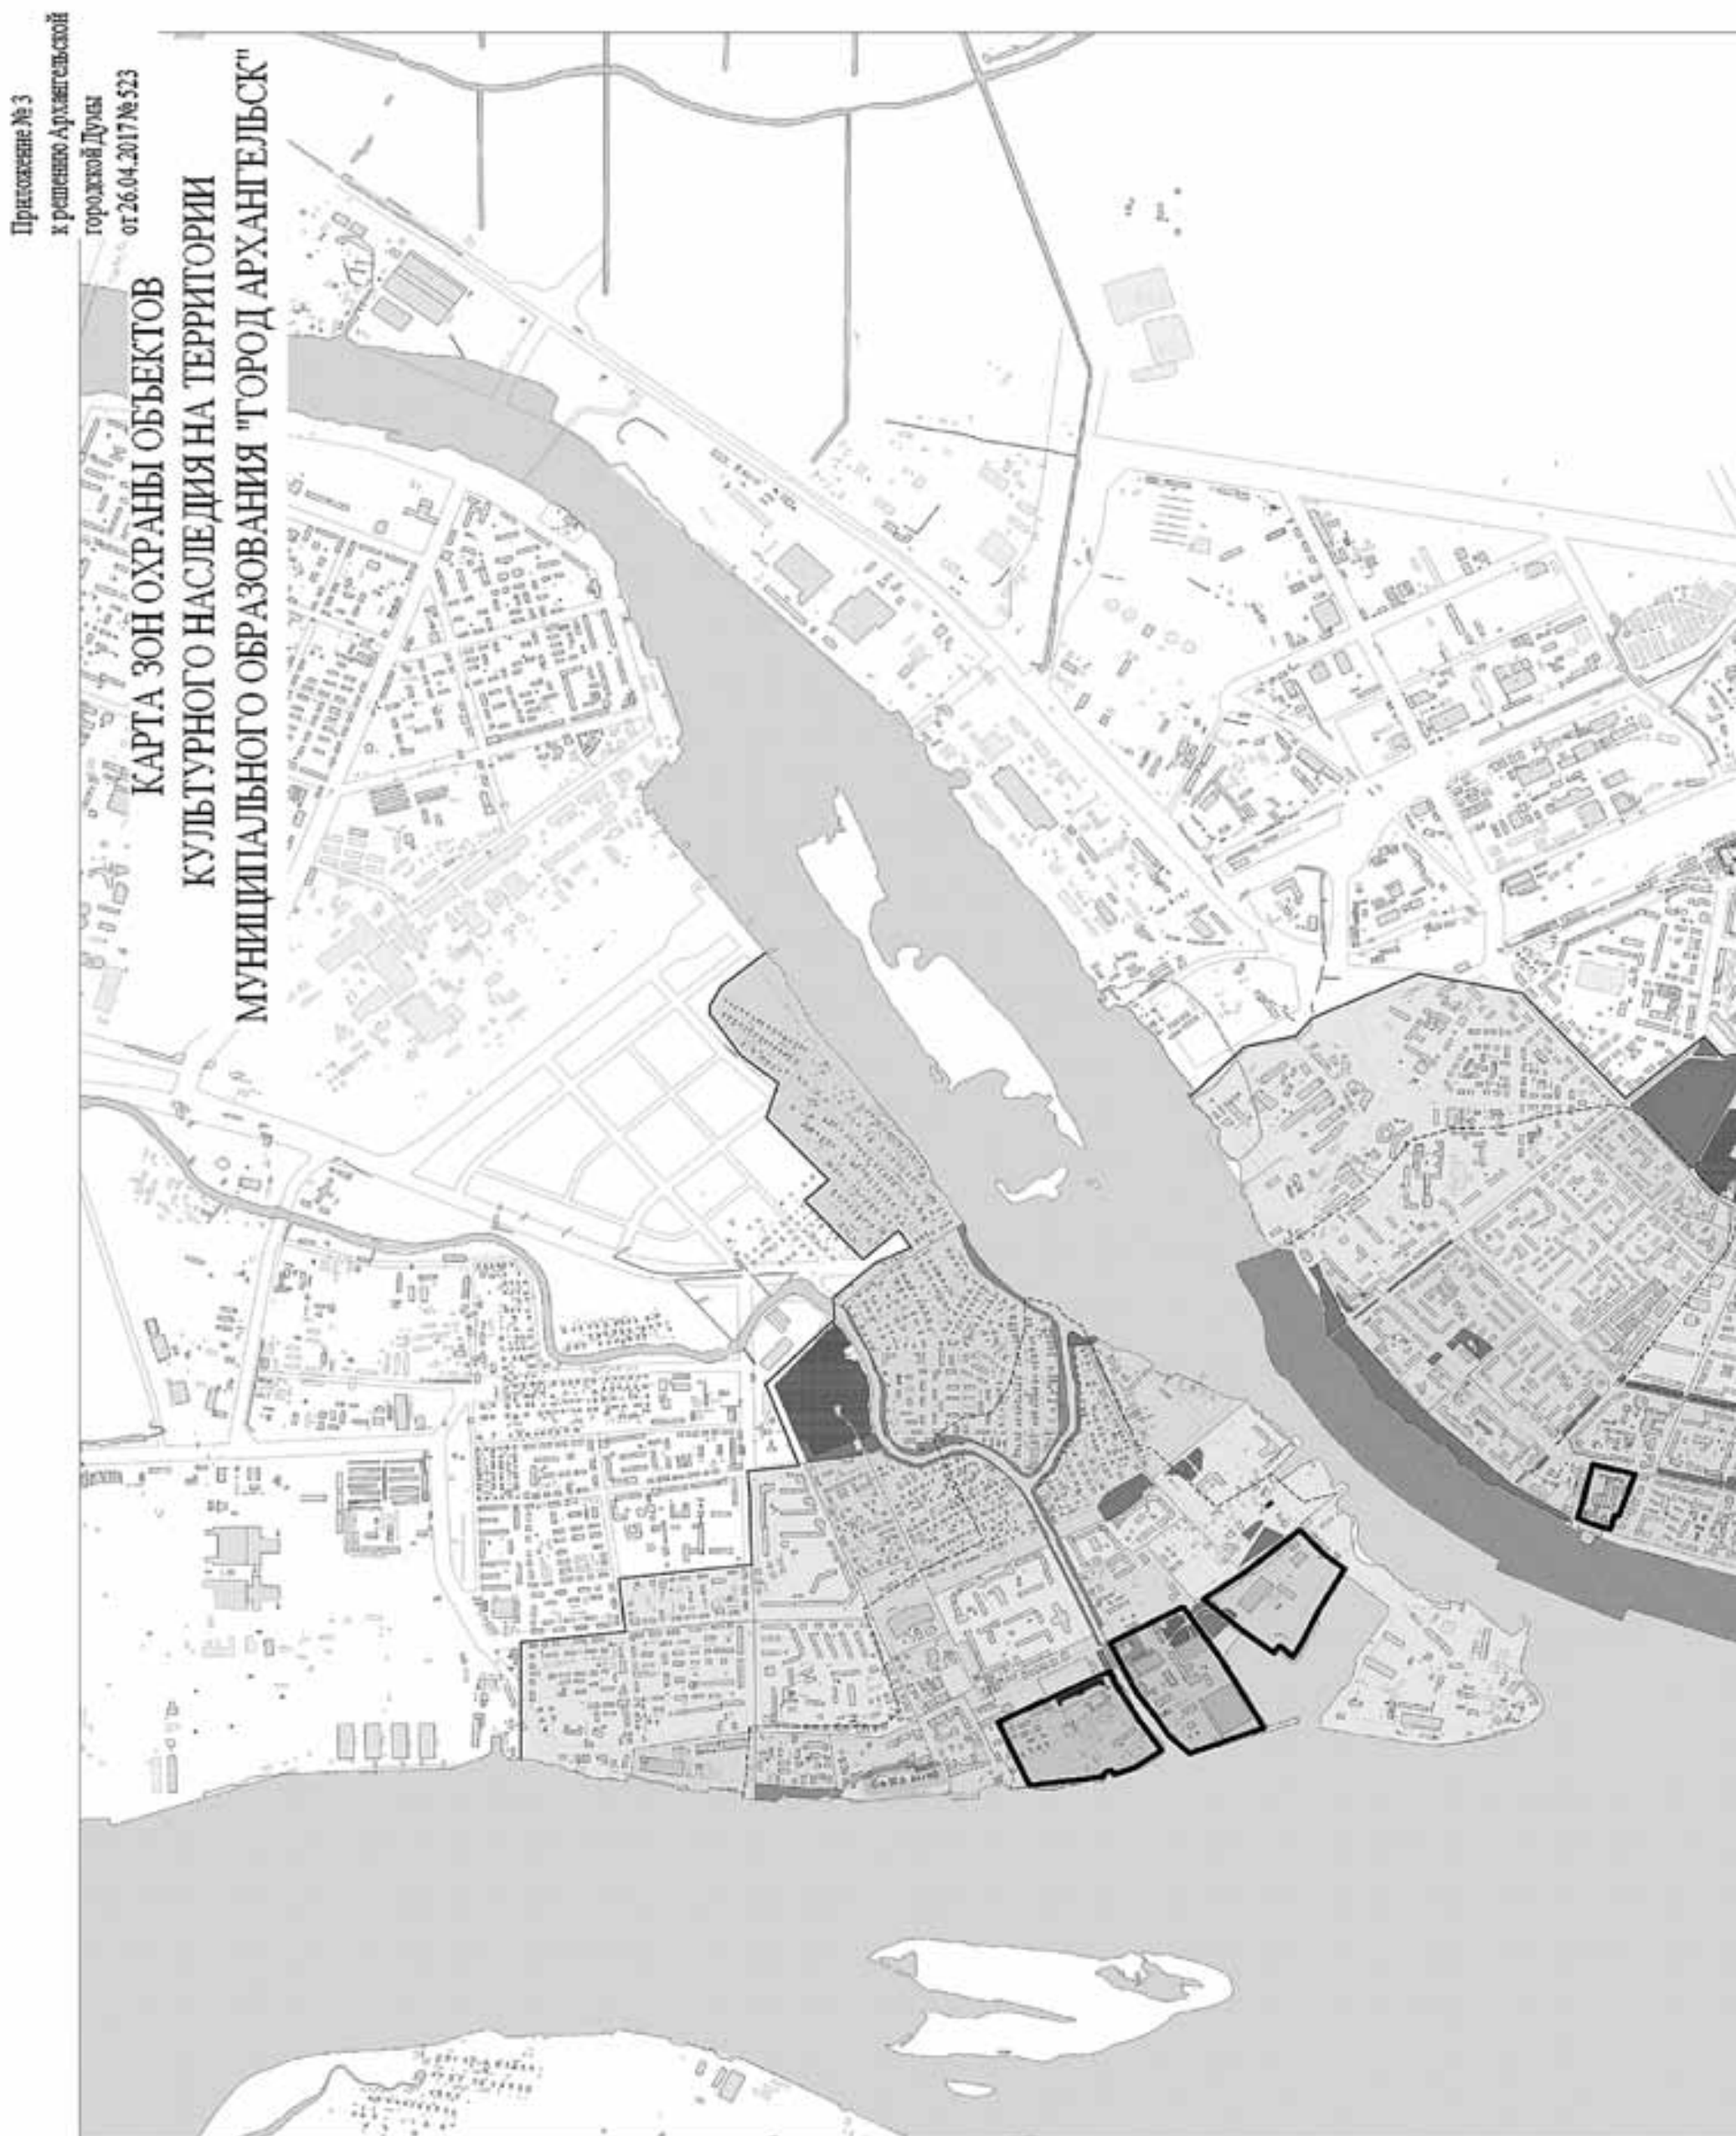 Приложение № 3
к решению Архангельской
городской Думы
от 26.04.2017 № 523
КАРТА ЗОН ОХРАНЫ ОБЪЕКТОВ
КУЛЬТУРНОГО НАСЛЕДИЯ НА ТЕРРИТОРИИ
МУНИЦИПАЛЬНОГО ОБРАЗОВАНИЯ "ГОРОД АРХАНГЕЛЬСК"